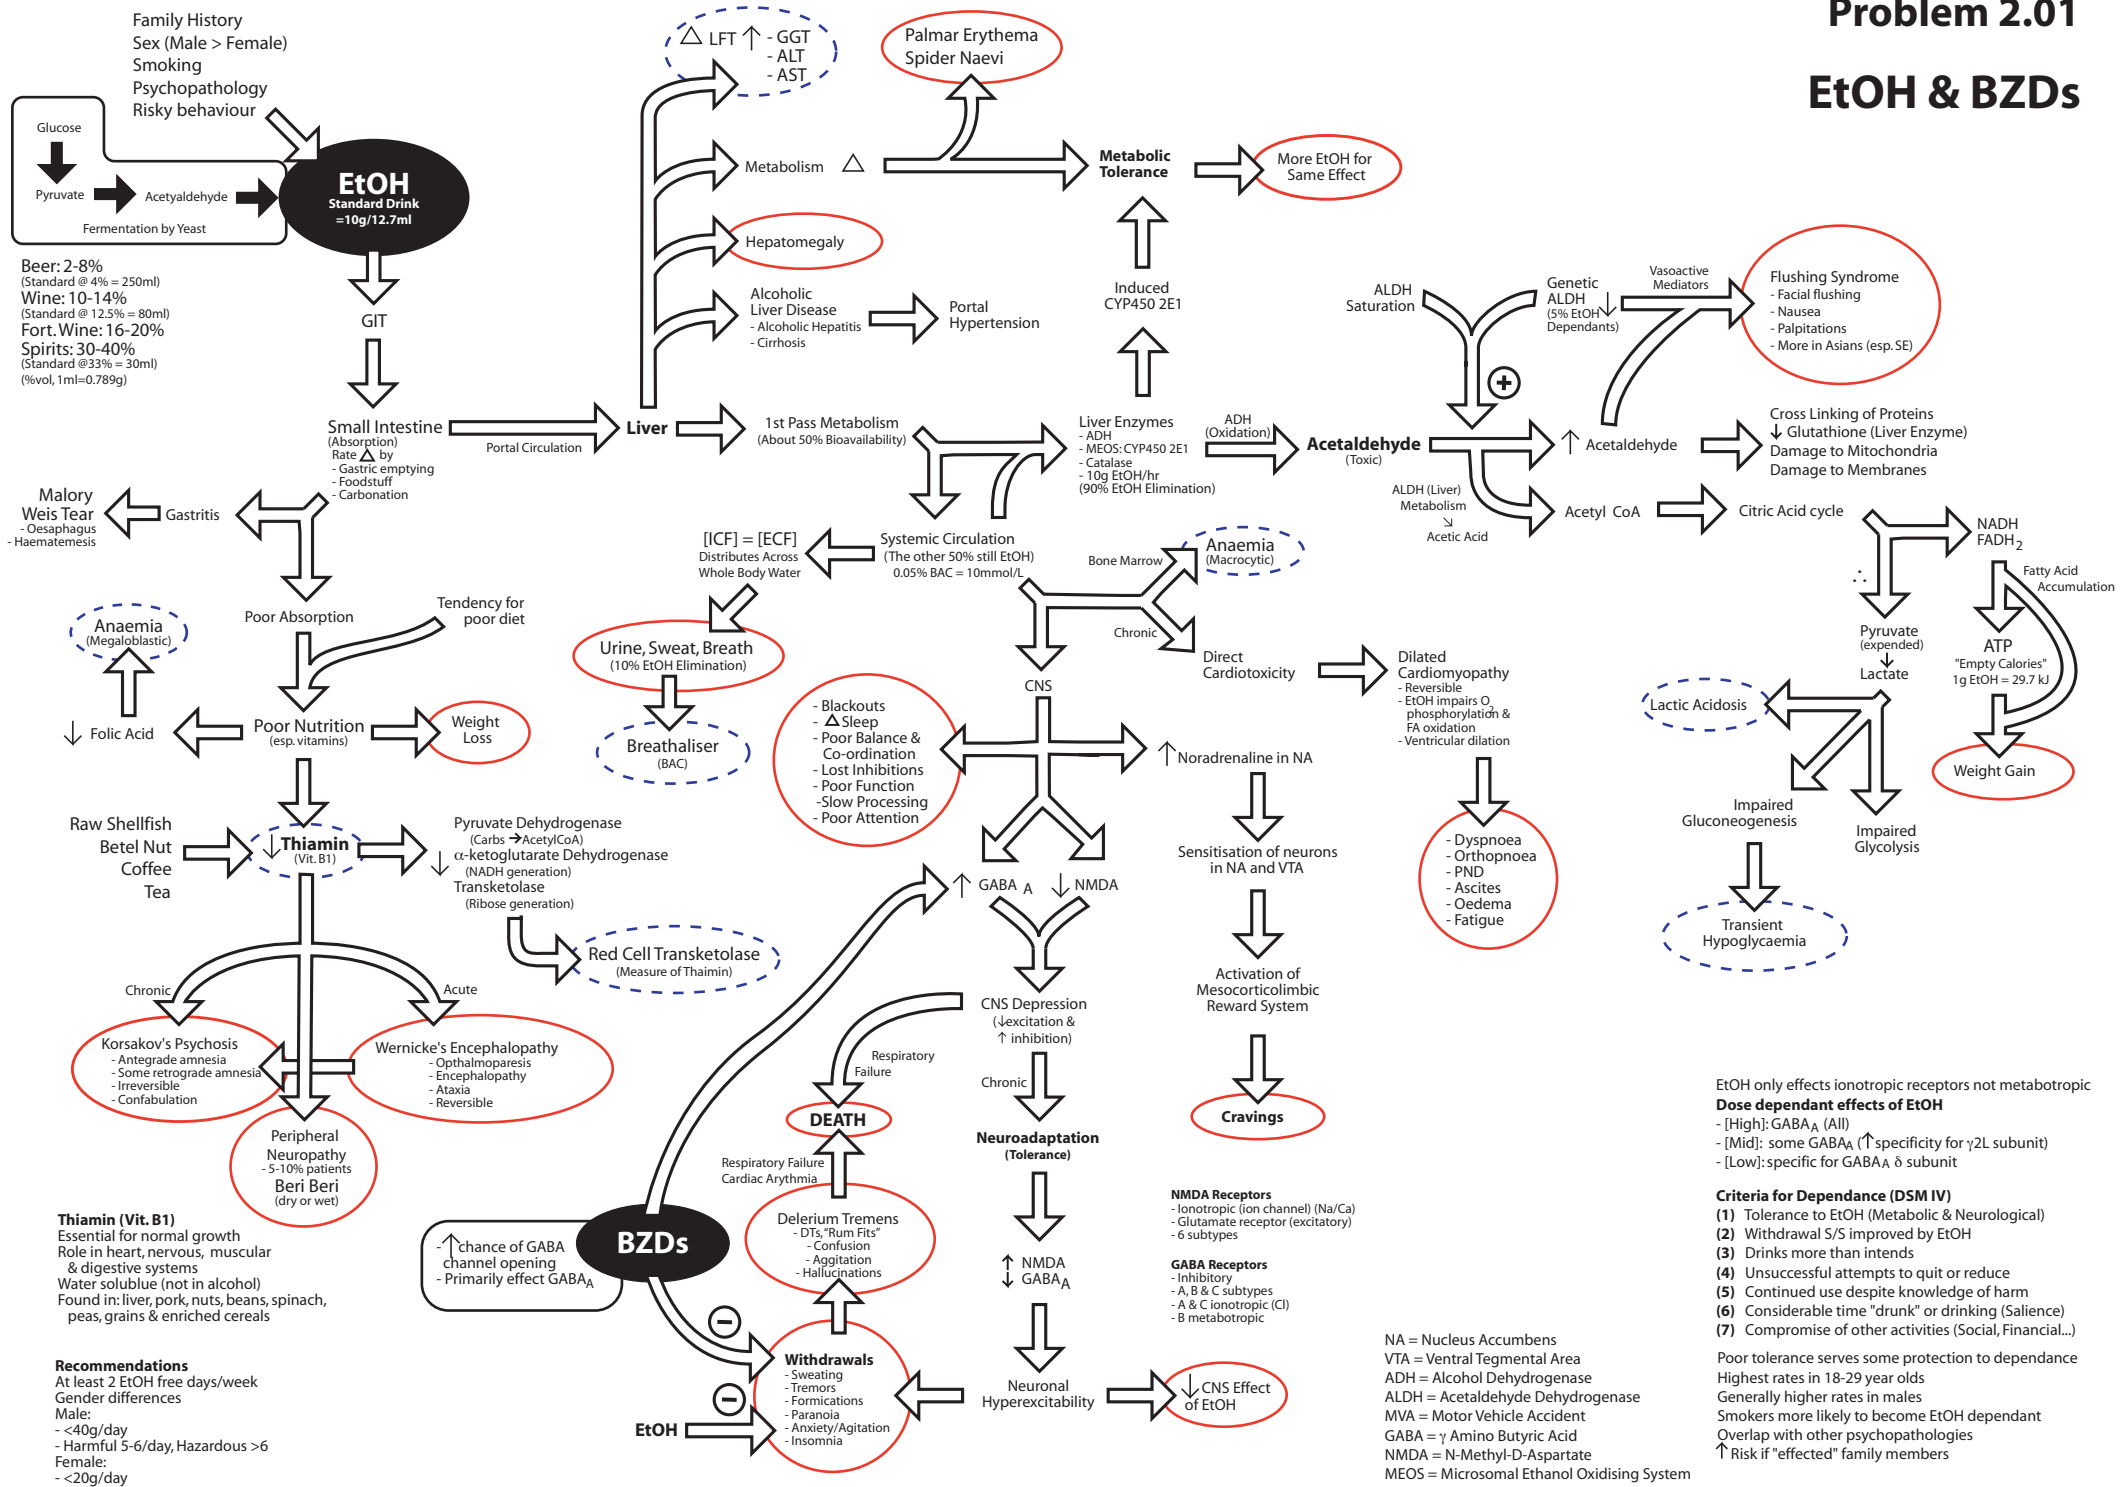 Problem 2.01
EtOH & BZDs
Family History
Sex (Male > Female)
Smoking
Psychopathology
Risky behaviour
Glucose
Pyruvate
Acetyaldehyde
Fermentation by Yeast
EtOH
Standard Drink
=10g/12.7ml
Beer: 2-8%
(Standard @ 4% = 250ml)
Wine: 10-14%
(Standard @ 12.5% = 80ml)
Fort. Wine: 16-20%
Spirits: 30-40%
(Standard @33% = 30ml)
(%vol, 1ml=0.789g)
GIT
Small Intestine
(Absorption)
Rate △ by
- Gastric emptying
- Foodstuff
- Carbonation
Portal Circulation
Liver
△ LFT ↑ - GGT
- ALT
- AST
Palmar Erythema
Spider Naevi
Metabolism △
Metabolic
Tolerance
More EtOH for
Same Effect
Hepatomegaly
Alcoholic
Liver Disease
- Alcoholic Hepatitis
- Cirrhosis
Portal
Hypertension
Induced
CYP450 2E1
1st Pass Metabolism
(About 50% Bioavailability)
Liver Enzymes
- ADH
- MEOS: CYP450 2E1
- Catalase
- 10g EtOH/hr
(90% EtOH Elimination)
ADH
(Oxidation)
Acetaldehyde
(Toxic)
ALDH
Saturation
Genetic
ALDH ↓
(5% EtOH
Dependants)
Vasoactive
Mediators
Flushing Syndrome
- Facial flushing
- Nausea
- Palpitations
- More in Asians (esp. SE)
+
↑ Acetaldehyde
Cross Linking of Proteins
↓ Glutathione (Liver Enzyme)
Damage to Mitochondria
Damage to Membranes
ALDH (Liver)
Metabolism
↘
Acetic Acid
Acetyl CoA
Citric Acid cycle
NADH
FADH2
∴
Fatty Acid
Accumulation
Pyruvate
(expended)
↓
Lactate
ATP
"Empty Calories"
1g EtOH = 29.7 kJ
Lactic Acidosis
Weight Gain
Impaired
Gluconeogenesis
Impaired
Glycolysis
Transient
Hypoglycaemia
Malory
Weis Tear
- Oesaphagus
- Haematemesis
Gastritis
Poor Absorption
Tendency for
poor diet
Anaemia
(Megaloblastic)
↓ Folic Acid
Poor Nutrition
(esp. vitamins)
Weight
Loss
Raw Shellfish
Betel Nut
Coffee
Tea
↓ Thiamin
(Vit. B1)
Pyruvate Dehydrogenase
(Carbs → AcetylCoA)
↓ α-ketoglutarate Dehydrogenase
(NADH generation)
Transketolase
(Ribose generation)
Red Cell Transketolase
(Measure of Thaimin)
Chronic
Acute
Korsakov's Psychosis
- Antegrade amnesia
- Some retrograde amnesia
- Irreversible
- Confabulation
Wernicke's Encephalopathy
- Opthalmoparesis
- Encephalopathy
- Ataxia
- Reversible
Peripheral
Neuropathy
- 5-10% patients
Beri Beri
(dry or wet)
[ICF] = [ECF]
Distributes Across
Whole Body Water
Systemic Circulation
(The other 50% still EtOH)
0.05% BAC = 10mmol/L
Urine, Sweat, Breath
(10% EtOH Elimination)
Breathaliser
(BAC)
Bone Marrow
Anaemia
(Macrocytic)
Chronic
Direct
Cardiotoxicity
Dilated
Cardiomyopathy
- Reversible
- EtOH impairs O2
phosphorylation &
FA oxidation
- Ventricular dilation
- Dyspnoea
- Orthopnoea
- PND
- Ascites
- Oedema
- Fatigue
CNS
- Blackouts
- △ Sleep
- Poor Balance &
Co-ordination
- Lost Inhibitions
- Poor Function
-Slow Processing
- Poor Attention
↑ Noradrenaline in NA
Sensitisation of neurons
in NA and VTA
Activation of
Mesocorticolimbic
Reward System
Cravings
↑ GABA A
↓ NMDA
CNS Depression
(↓excitation &
↑ inhibition)
Respiratory
Failure
DEATH
Chronic
Neuroadaptation
(Tolerance)
Respiratory Failure
Cardiac Arythmia
↑ NMDA
↓ GABAA
Neuronal
Hyperexcitability
↓ CNS Effect
of EtOH
Delerium Tremens
- DTs, "Rum Fits"
- Confusion
- Aggitation
- Hallucinations
BZDs
- ↑chance of GABA
channel opening
- Primarily effect GABAA
−
−
Withdrawals
- Sweating
- Tremors
- Formications
- Paranoia
- Anxiety/Agitation
- Insomnia
EtOH
Thiamin (Vit. B1)
Essential for normal growth
Role in heart, nervous, muscular
& digestive systems
Water solublue (not in alcohol)
Found in: liver, pork, nuts, beans, spinach,
peas, grains & enriched cereals
Recommendations
At least 2 EtOH free days/week
Gender differences
Male:
- <40g/day
- Harmful 5-6/day, Hazardous >6
Female:
- <20g/day
NMDA Receptors
- Ionotropic (ion channel) (Na/Ca)
- Glutamate receptor (excitatory)
- 6 subtypes
GABA Receptors
- Inhibitory
- A, B & C subtypes
- A & C ionotropic (Cl)
- B metabotropic
NA = Nucleus Accumbens
VTA = Ventral Tegmental Area
ADH = Alcohol Dehydrogenase
ALDH = Acetaldehyde Dehydrogenase
MVA = Motor Vehicle Accident
GABA = γ Amino Butyric Acid
NMDA = N-Methyl-D-Aspartate
MEOS = Microsomal Ethanol Oxidising System
EtOH only effects ionotropic receptors not metabotropic
Dose dependant effects of EtOH
- [High]: GABAA (All)
- [Mid]: some GABAA (↑specificity for γ2L subunit)
- [Low]: specific for GABAA δ subunit
Criteria for Dependance (DSM IV)
(1) Tolerance to EtOH (Metabolic & Neurological)
(2) Withdrawal S/S improved by EtOH
(3) Drinks more than intends
(4) Unsuccessful attempts to quit or reduce
(5) Continued use despite knowledge of harm
(6) Considerable time "drunk" or drinking (Salience)
(7) Compromise of other activities (Social, Financial...)
Poor tolerance serves some protection to dependance
Highest rates in 18-29 year olds
Generally higher rates in males
Smokers more likely to become EtOH dependant
Overlap with other psychopathologies
↑ Risk if "effected" family members